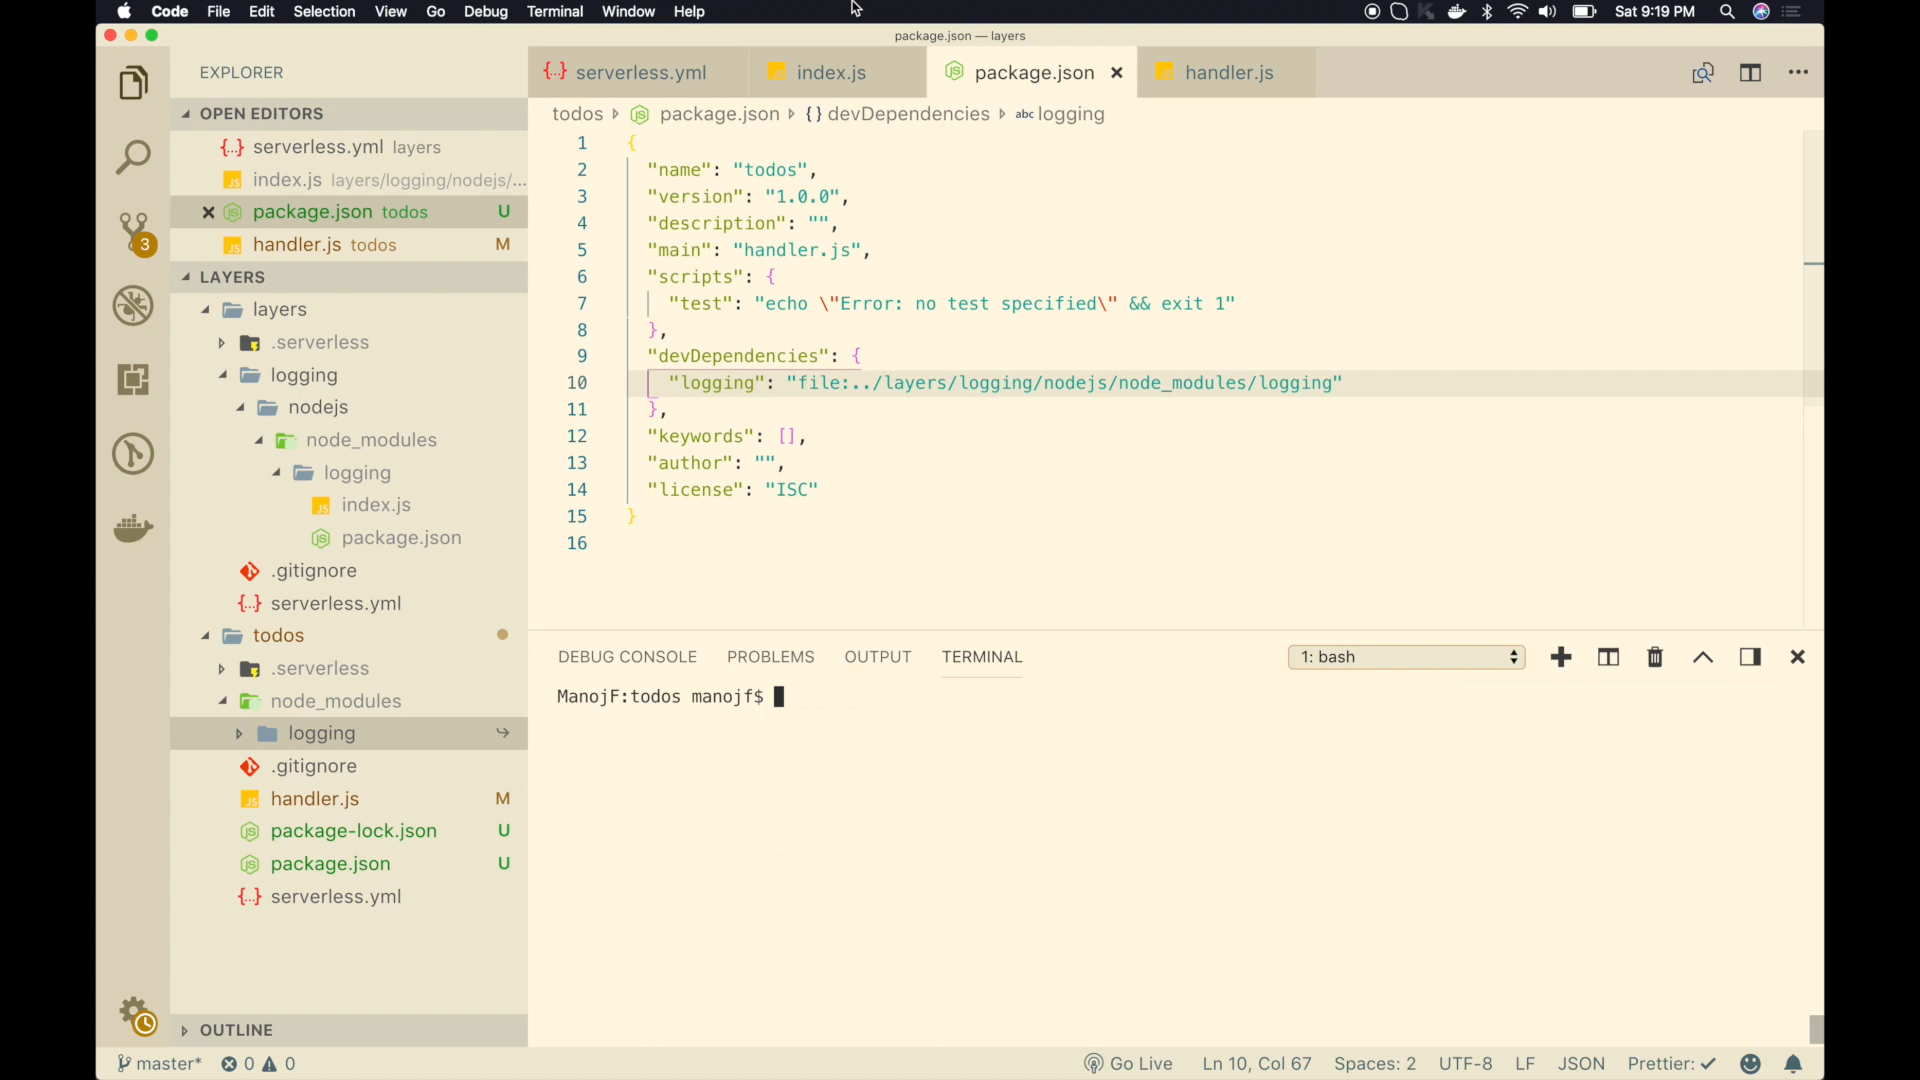 Code File Edit Selection View Go Debug Terminal Window Help Sat 9:19 PM
package.json — layers
EXPLORER
OPEN EDITORS
{..} serverless.yml layers
JS index.js layers/logging/nodejs/...
package.json todos U
JS handler.js todos M
LAYERS
layers
.serverless
logging
nodejs
node_modules
logging
JS index.js
package.json
.gitignore
{..} serverless.yml
todos
.serverless
node_modules
logging
.gitignore
JS handler.js M
package-lock.json U
package.json U
{..} serverless.yml
OUTLINE
3
{..} serverless.yml index.js package.json handler.js
todos package.json {} devDependencies abc logging
1 {
2 "name": "todos",
3 "version": "1.0.0",
4 "description": "",
5 "main": "handler.js",
6 "scripts": {
7 "test": "echo \"Error: no test specified\" && exit 1"
8 },
9 "devDependencies": {
10 "logging": "file:../layers/logging/nodejs/node_modules/logging"
11 },
12 "keywords": [],
13 "author": "",
14 "license": "ISC"
15 }
16
DEBUG CONSOLE PROBLEMS OUTPUT TERMINAL 1: bash
ManojF:todos manojf$
master* 0 0 Go Live Ln 10, Col 67 Spaces: 2 UTF-8 LF JSON Prettier: ✓